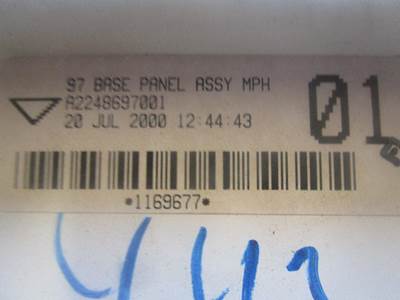 97 BASE PANEL ASSY MPH
A2248697001
20 JUL 2000 12:44:43
01
*1169677*